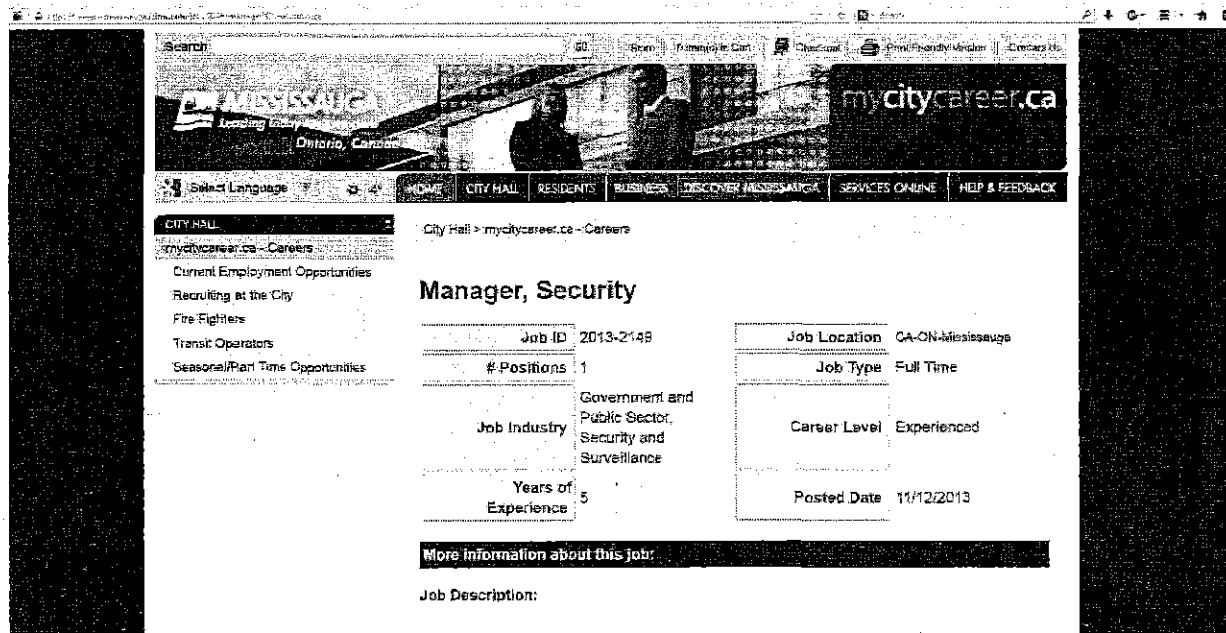 Search
GO
Checkout
Print Friendly Version
Contact Us
MISSISSAUGA
Leading today
Ontario, Canada
mycitycareer.ca
Select Language
HOME CITY HALL RESIDENTS BUSINESS DISCOVER MISSISSAUGA SERVICES ONLINE HELP & FEEDBACK
CITY HALL
mycitycareer.ca - Careers
Current Employment Opportunities
Recruiting at the City
Fire Fighters
Transit Operators
Seasonal/Part Time Opportunities
City Hall > mycitycareer.ca - Careers
Manager, Security
Job ID 2013-2149 Job Location CA-ON-Mississauga
# Positions 1 Job Type Full Time
Job Industry Government and
Public Sector,
Security and
Surveillance
Career Level Experienced
Years of
Experience 5 Posted Date 11/12/2013
More information about this job:
Job Description: